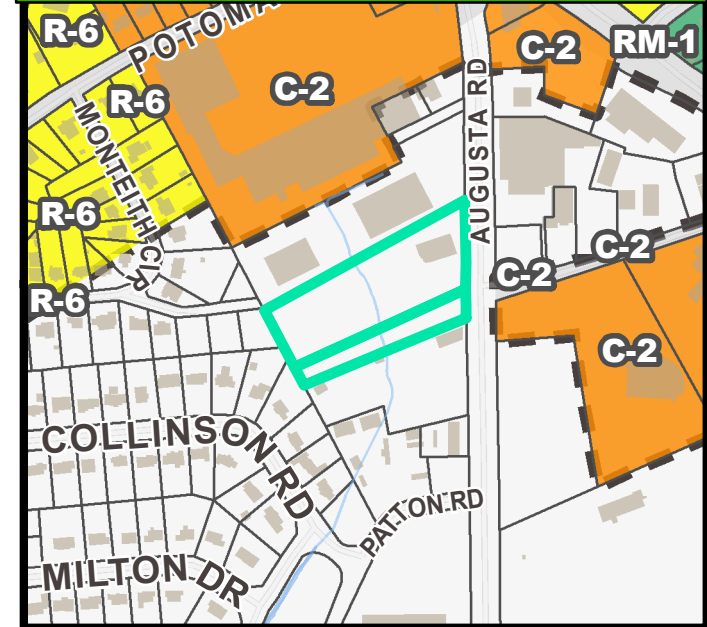 R-6
POTOMA
C-2
C-2
RM-1
R-6
MONTEITH CIR
AUGUSTA RD
R-6
C-2
C-2
R-6
C-2
COLLINSON RD
PATTON RD
MILTON DR